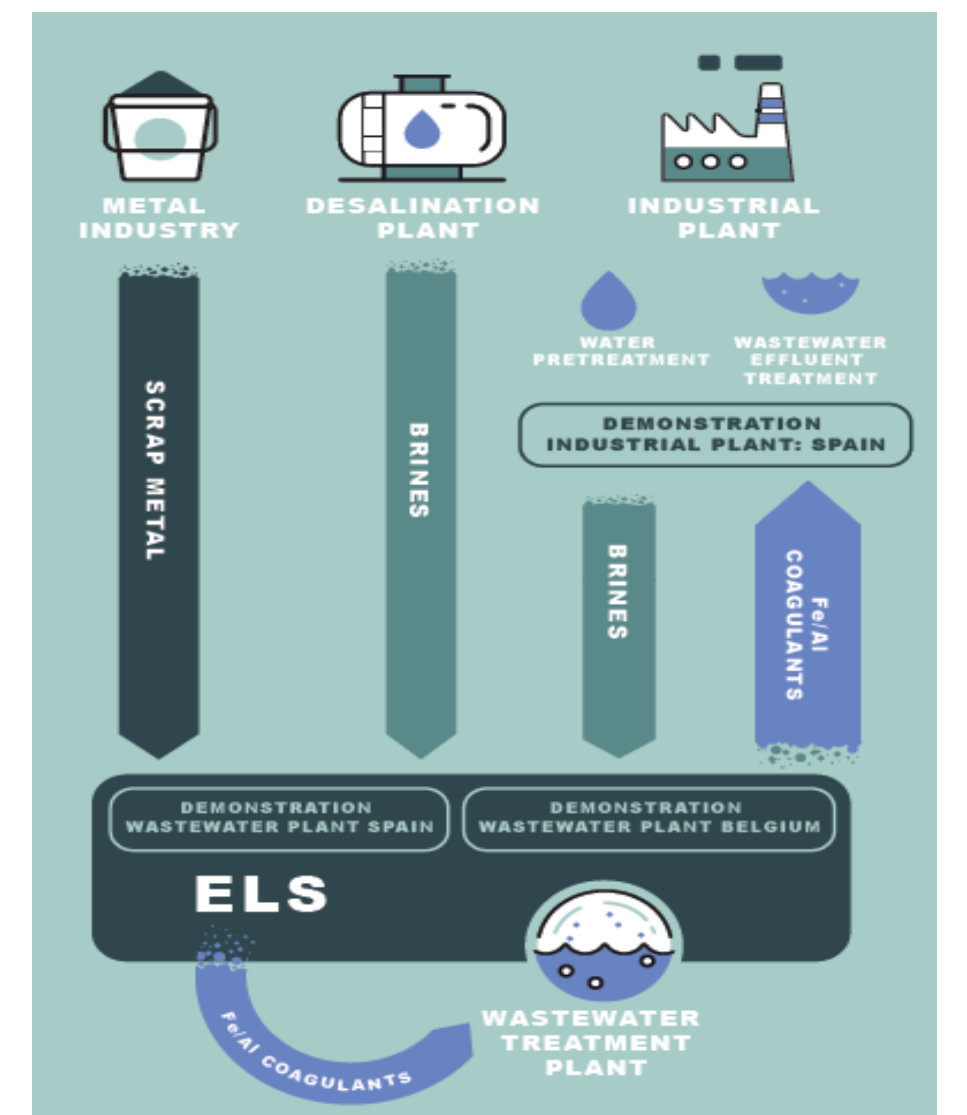 METAL
INDUSTRY
DESALINATION
PLANT
INDUSTRIAL
PLANT
WATER
PRETREATMENT
WASTEWATER
EFFLUENT
TREATMENT
DEMONSTRATION
INDUSTRIAL PLANT: SPAIN
SCRAP METAL
BRINES
BRINES
Fe/Al
COAGULANTS
DEMONSTRATION
WASTEWATER PLANT SPAIN
DEMONSTRATION
WASTEWATER PLANT BELGIUM
ELS
Fe/Al COAGULANTS
WASTEWATER
TREATMENT
PLANT